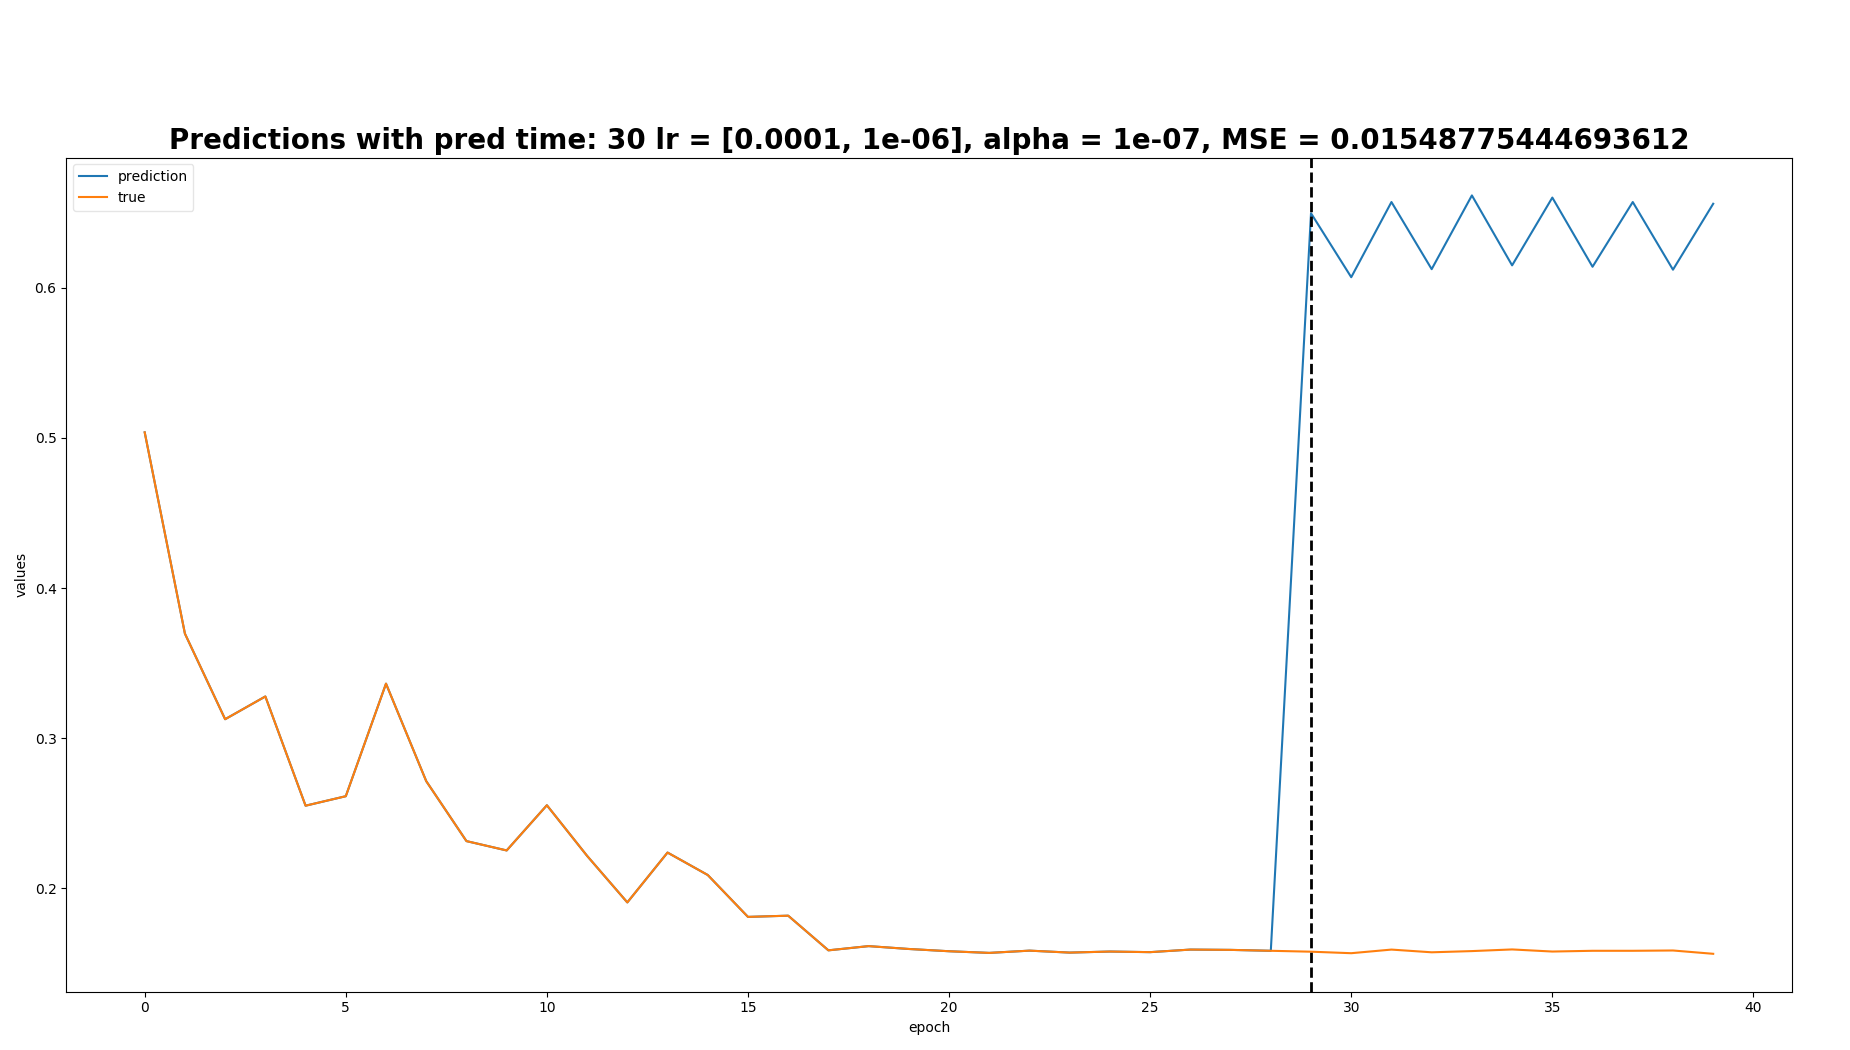 Predictions with pred time: 30 lr = [0.0001, 1e-06], alpha = 1e-07, MSE = 0.01548775444693612
prediction
true
0.6
0.5
0.4
0.3
0.2
values
0 5 10 15 20 25 30 35 40
epoch